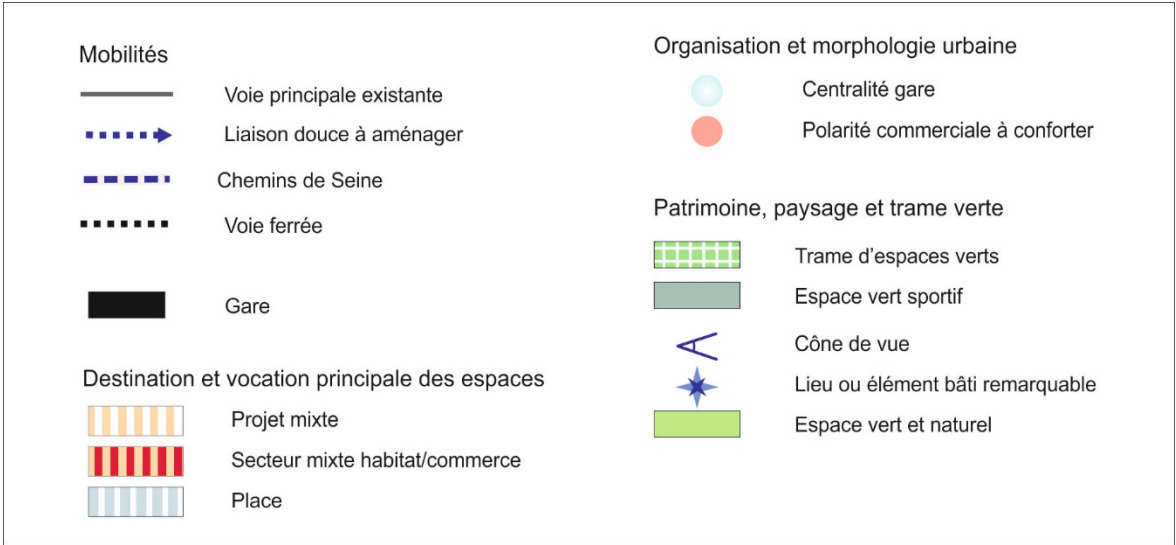 Mobilités
Voie principale existante
Liaison douce à aménager
Chemins de Seine
Voie ferrée
Gare
Destination et vocation principale des espaces
Projet mixte
Secteur mixte habitat/commerce
Place
Organisation et morphologie urbaine
Centralité gare
Polarité commerciale à conforter
Patrimoine, paysage et trame verte
Trame d'espaces verts
Espace vert sportif
Cône de vue
Lieu ou élément bâti remarquable
Espace vert et naturel